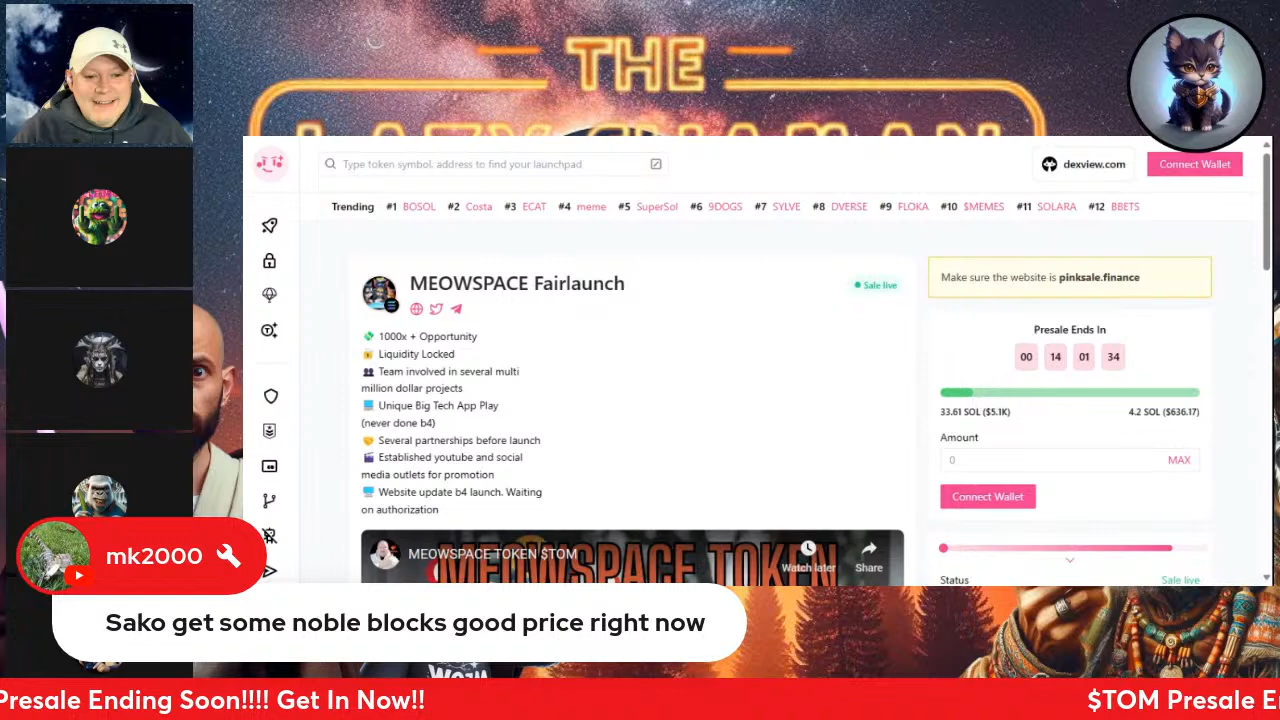 THE
LAZY SHAMAN
Type token symbol, address to find your launchpad
dexview.com
Connect Wallet
Trending #1 BOSOL #2 Costa #3 ECAT #4 meme #5 SuperSol #6 9DOGS #7 SYLVE #8 DVERSE #9 FLOKA #10 $MEMES #11 SOLARA #12 BBETS
MEOWSPACE Fairlaunch
Sale live
1000x + Opportunity
Liquidity Locked
Team involved in several multi
million dollar projects
Unique Big Tech App Play
(never done b4)
Several partnerships before launch
Established youtube and social
media outlets for promotion
Website update b4 launch. Waiting
on authorization
MEOWSPACE TOKEN $TOM
MEOWSPACE TOKEN
Watch later
Share
Make sure the website is pinksale.finance
Presale Ends In
00 14 01 34
33.61 SOL ($5.1K)
4.2 SOL ($636.17)
Amount
0
MAX
Connect Wallet
Status
Sale live
mk2000
Sako get some noble blocks good price right now
Presale Ending Soon!!!! Get In Now!!
$TOM Presale E